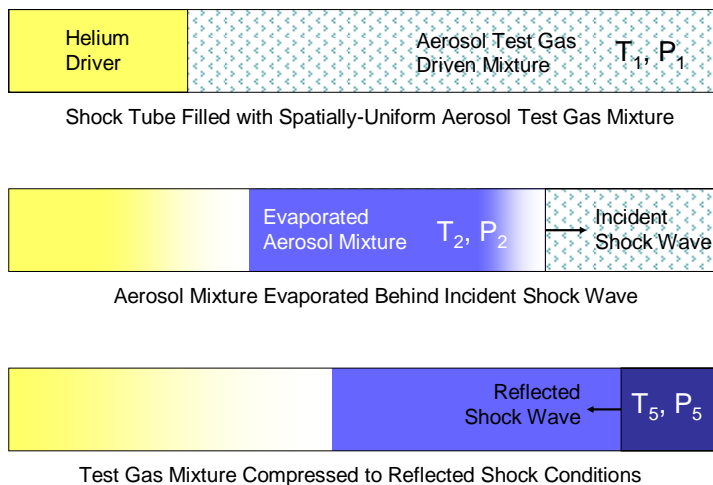 Helium
Driver
Aerosol Test Gas
Driven Mixture
T₁, P₁
Shock Tube Filled with Spatially-Uniform Aerosol Test Gas Mixture
Evaporated
Aerosol Mixture
T₂, P₂
Incident
Shock Wave
Aerosol Mixture Evaporated Behind Incident Shock Wave
Reflected
Shock Wave
T₅, P₅
Test Gas Mixture Compressed to Reflected Shock Conditions